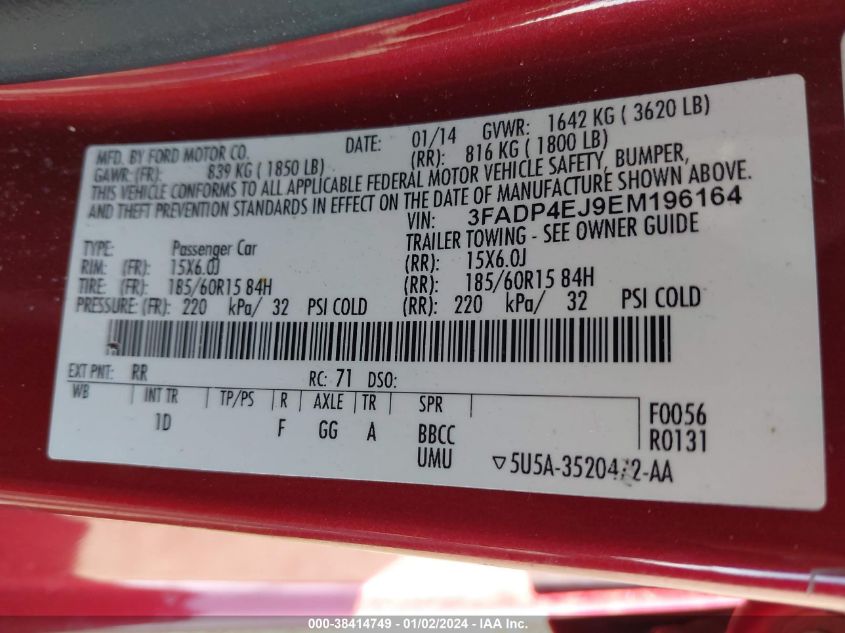 MFD. BY FORD MOTOR CO. DATE: 01/14 GVWR: 1642 KG ( 3620 LB)
GAWR: (FR): 839 KG ( 1850 LB) (RR): 816 KG ( 1800 LB)
THIS VEHICLE CONFORMS TO ALL APPLICABLE FEDERAL MOTOR VEHICLE SAFETY, BUMPER,
AND THEFT PREVENTION STANDARDS IN EFFECT ON THE DATE OF MANUFACTURE SHOWN ABOVE.
VIN: 3FADP4EJ9EM196164
TYPE: Passenger Car TRAILER TOWING - SEE OWNER GUIDE
RIM: (FR): 15X6.0J (RR): 15X6.0J
TIRE: (FR): 185/60R15 84H (RR): 185/60R15 84H
PRESSURE: (FR): 220 kPa/ 32 PSI COLD (RR): 220 kPa/ 32 PSI COLD
EXT PNT: RR RC: 71 DSO:
WB INT TR TP/PS R AXLE TR SPR
1D F GG A BBCC
UMU
F0056
R0131
▽5U5A-3520472-AA
000-38414749 - 01/02/2024 - IAA Inc.